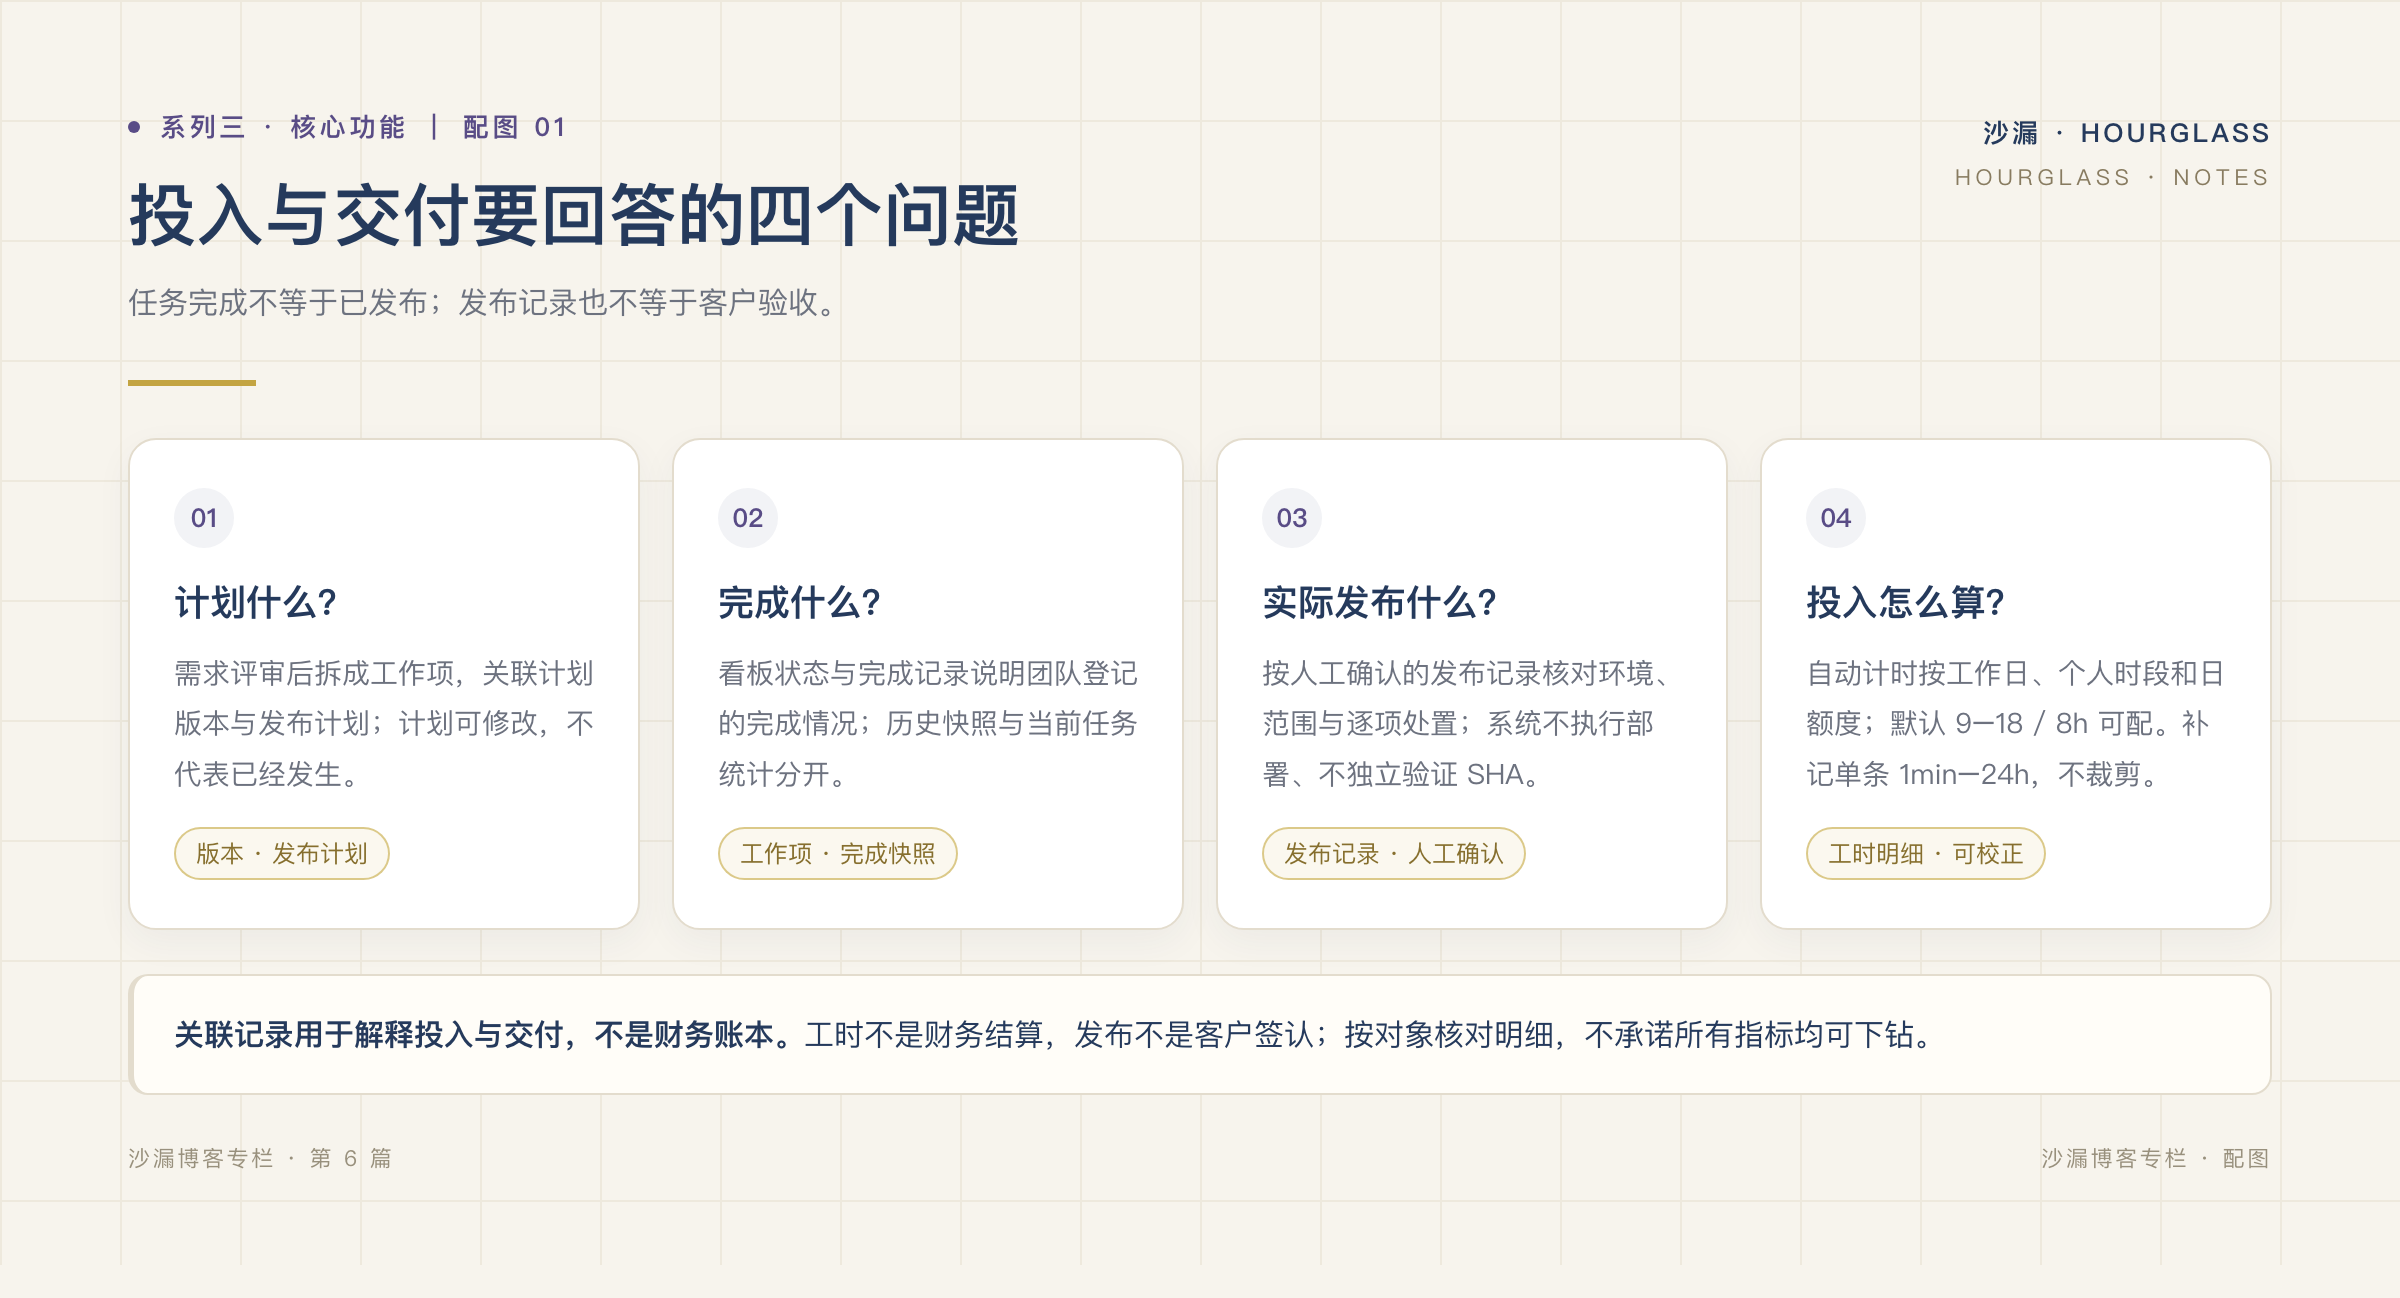 系列三 · 核心功能 | 配图 01
沙漏 · HOURGLASS
HOURGLASS · NOTES
投入与交付要回答的四个问题
任务完成不等于已发布；发布记录也不等于客户验收。
01
计划什么？
需求评审后拆成工作项，关联计划
版本与发布计划；计划可修改，不
代表已经发生。
版本 · 发布计划
02
完成什么？
看板状态与完成记录说明团队登记
的完成情况；历史快照与当前任务
统计分开。
工作项 · 完成快照
03
实际发布什么？
按人工确认的发布记录核对环境、
范围与逐项处置；系统不执行部
署、不独立验证 SHA。
发布记录 · 人工确认
04
投入怎么算？
自动计时按工作日、个人时段和日
额度；默认 9—18 / 8h 可配。补
记单条 1min—24h，不裁剪。
工时明细 · 可校正
关联记录用于解释投入与交付，不是财务账本。工时不是财务结算，发布不是客户签认；按对象核对明细，不承诺所有指标均可下钻。
沙漏博客专栏 · 第 6 篇
沙漏博客专栏 · 配图